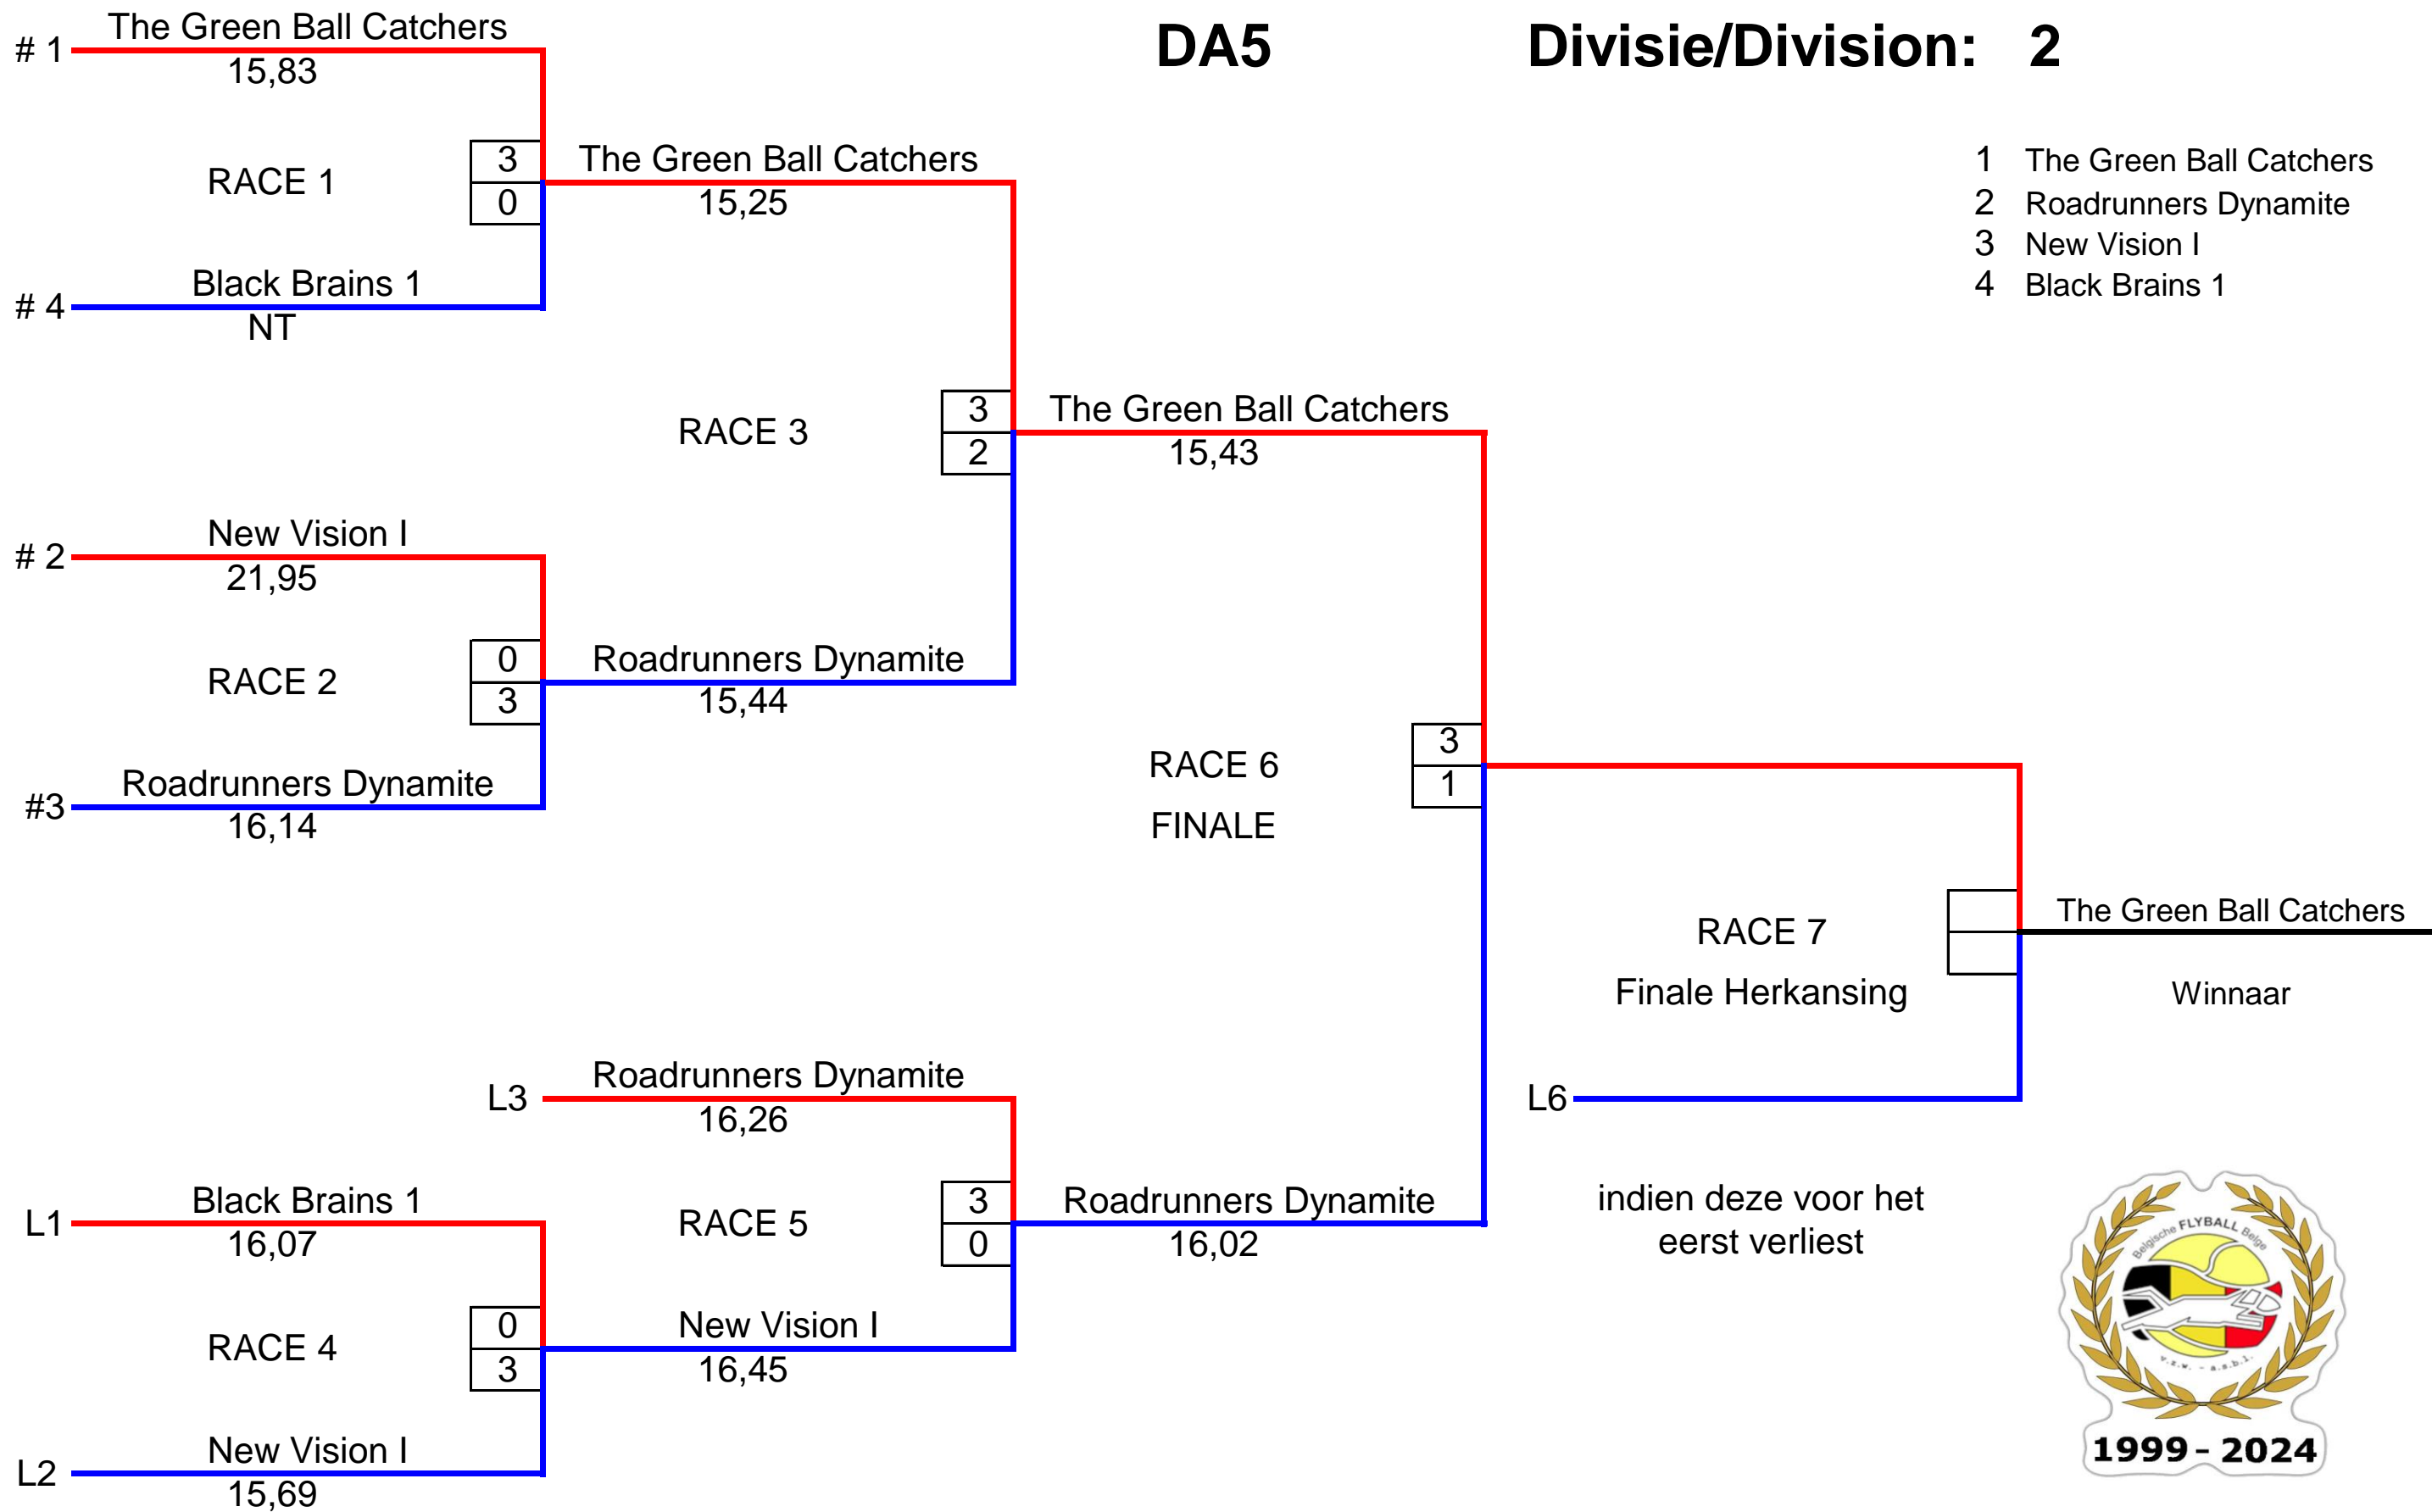 DA5
Divisie/Division: 2
# 1
The Green Ball Catchers
15,83
RACE 1
3
0
# 4
Black Brains 1
NT
The Green Ball Catchers
15,25
1 The Green Ball Catchers
2 Roadrunners Dynamite
3 New Vision I
4 Black Brains 1
RACE 3
3
2
The Green Ball Catchers
15,43
# 2
New Vision I
21,95
RACE 2
0
3
Roadrunners Dynamite
15,44
#3
Roadrunners Dynamite
16,14
RACE 6
FINALE
3
1
RACE 7
Finale Herkansing
The Green Ball Catchers
Winnaar
L3
Roadrunners Dynamite
16,26
L6
indien deze voor het
eerst verliest
L1
Black Brains 1
16,07
RACE 5
3
0
Roadrunners Dynamite
16,02
RACE 4
0
3
New Vision I
16,45
L2
New Vision I
15,69
Belgische FLYBALL Belge
v.z.w. - a.s.b.l.
1999 - 2024